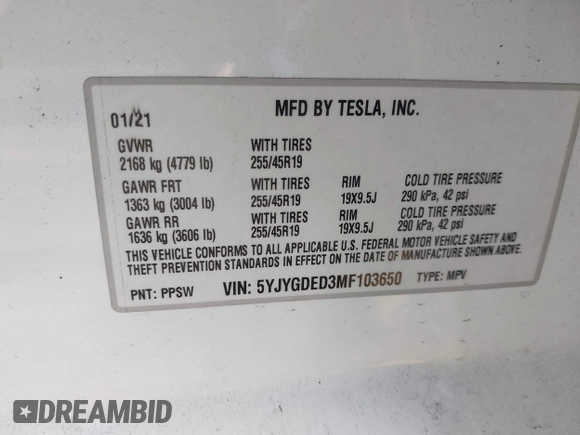 MFD BY TESLA, INC.
01/21
GVWR WITH TIRES
2168 kg (4779 lb) 255/45R19
GAWR FRT WITH TIRES RIM COLD TIRE PRESSURE
1363 kg (3004 lb) 255/45R19 19X9.5J 290 kPa, 42 psi
GAWR RR WITH TIRES RIM COLD TIRE PRESSURE
1636 kg (3606 lb) 255/45R19 19X9.5J 290 kPa, 42 psi
THIS VEHICLE CONFORMS TO ALL APPLICABLE U.S. FEDERAL MOTOR VEHICLE SAFETY AND
THEFT PREVENTION STANDARDS IN EFFECT ON THE DATE OF MANUFACTURE SHOWN ABOVE.
PNT: PPSW VIN: 5YJYGDED3MF103650 TYPE: MPV
DREAMBID